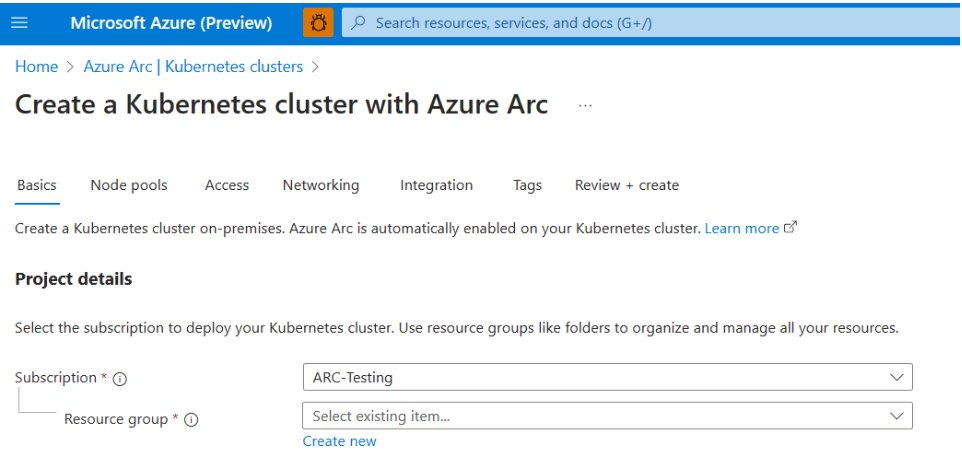 Microsoft Azure (Preview)
Search resources, services, and docs (G+/)
Home > Azure Arc | Kubernetes clusters >
Create a Kubernetes cluster with Azure Arc ...
Basics Node pools Access Networking Integration Tags Review + create
Create a Kubernetes cluster on-premises. Azure Arc is automatically enabled on your Kubernetes cluster. Learn more
Project details
Select the subscription to deploy your Kubernetes cluster. Use resource groups like folders to organize and manage all your resources.
Subscription * ARC-Testing
Resource group * Select existing item...
Create new